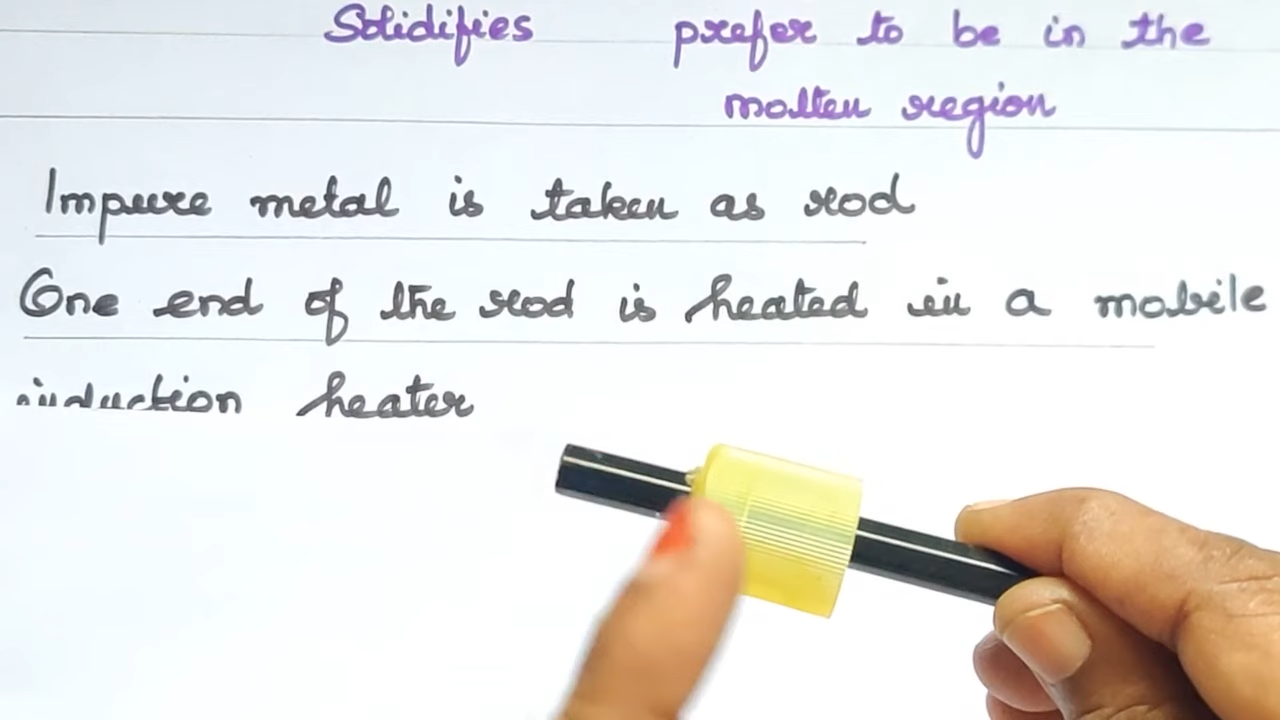 Solidifies prefer to be in the
molten region
Impure metal is taken as rod
One end of the rod is heated in a mobile
induction heater